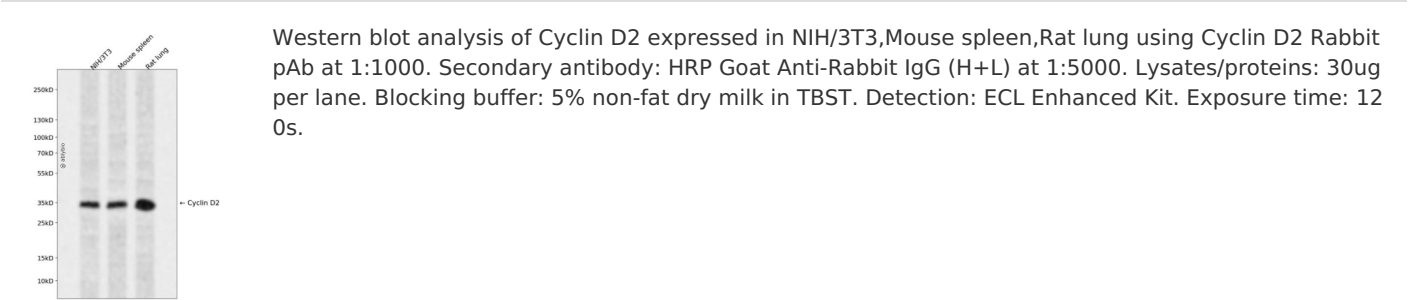 NIH/3T3
Mouse spleen
Rat lung
250kD
130kD
100kD
70kD
55kD
35kD
25kD
15kD
10kD
@ ablybio
← Cyclin D2
Western blot analysis of Cyclin D2 expressed in NIH/3T3,Mouse spleen,Rat lung using Cyclin D2 Rabbit
pAb at 1:1000. Secondary antibody: HRP Goat Anti-Rabbit IgG (H+L) at 1:5000. Lysates/proteins: 30ug
per lane. Blocking buffer: 5% non-fat dry milk in TBST. Detection: ECL Enhanced Kit. Exposure time: 12
0s.